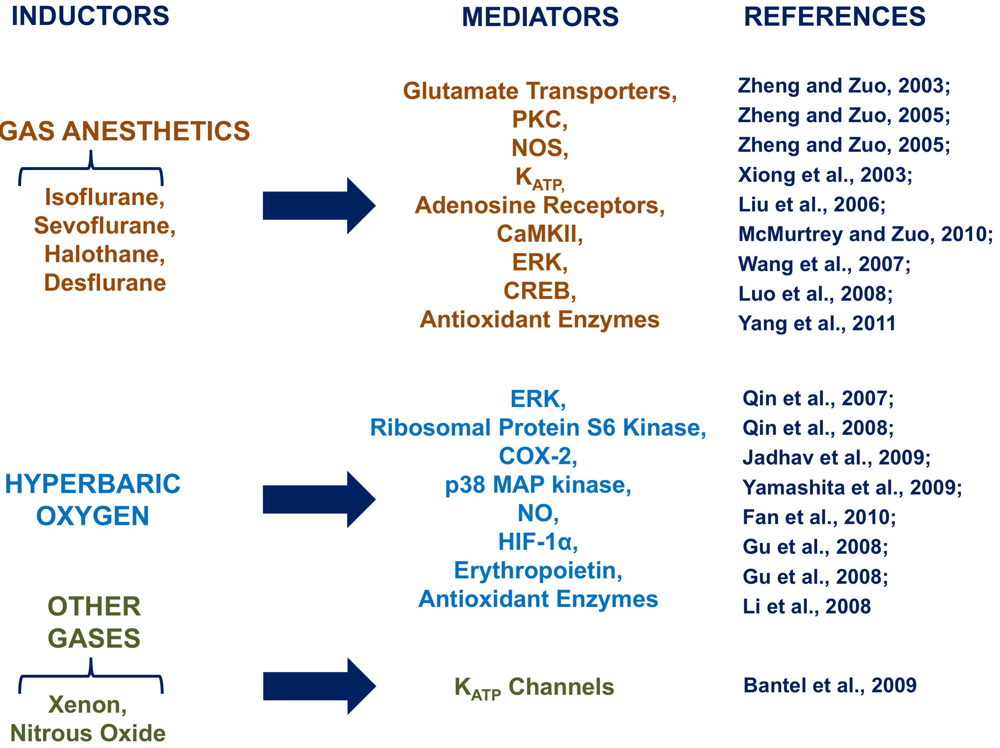 INDUCTORS
MEDIATORS
REFERENCES
GAS ANESTHETICS
Isoflurane,
Sevoflurane,
Halothane,
Desflurane
Glutamate Transporters,
PKC,
NOS,
K_ATP,
Adenosine Receptors,
CaMKII,
ERK,
CREB,
Antioxidant Enzymes
Zheng and Zuo, 2003;
Zheng and Zuo, 2005;
Zheng and Zuo, 2005;
Xiong et al., 2003;
Liu et al., 2006;
McMurtrey and Zuo, 2010;
Wang et al., 2007;
Luo et al., 2008;
Yang et al., 2011
HYPERBARIC
OXYGEN
ERK,
Ribosomal Protein S6 Kinase,
COX-2,
p38 MAP kinase,
NO,
HIF-1α,
Erythropoietin,
Antioxidant Enzymes
Qin et al., 2007;
Qin et al., 2008;
Jadhav et al., 2009;
Yamashita et al., 2009;
Fan et al., 2010;
Gu et al., 2008;
Gu et al., 2008;
Li et al., 2008
OTHER
GASES
Xenon,
Nitrous Oxide
K_ATP Channels
Bantel et al., 2009